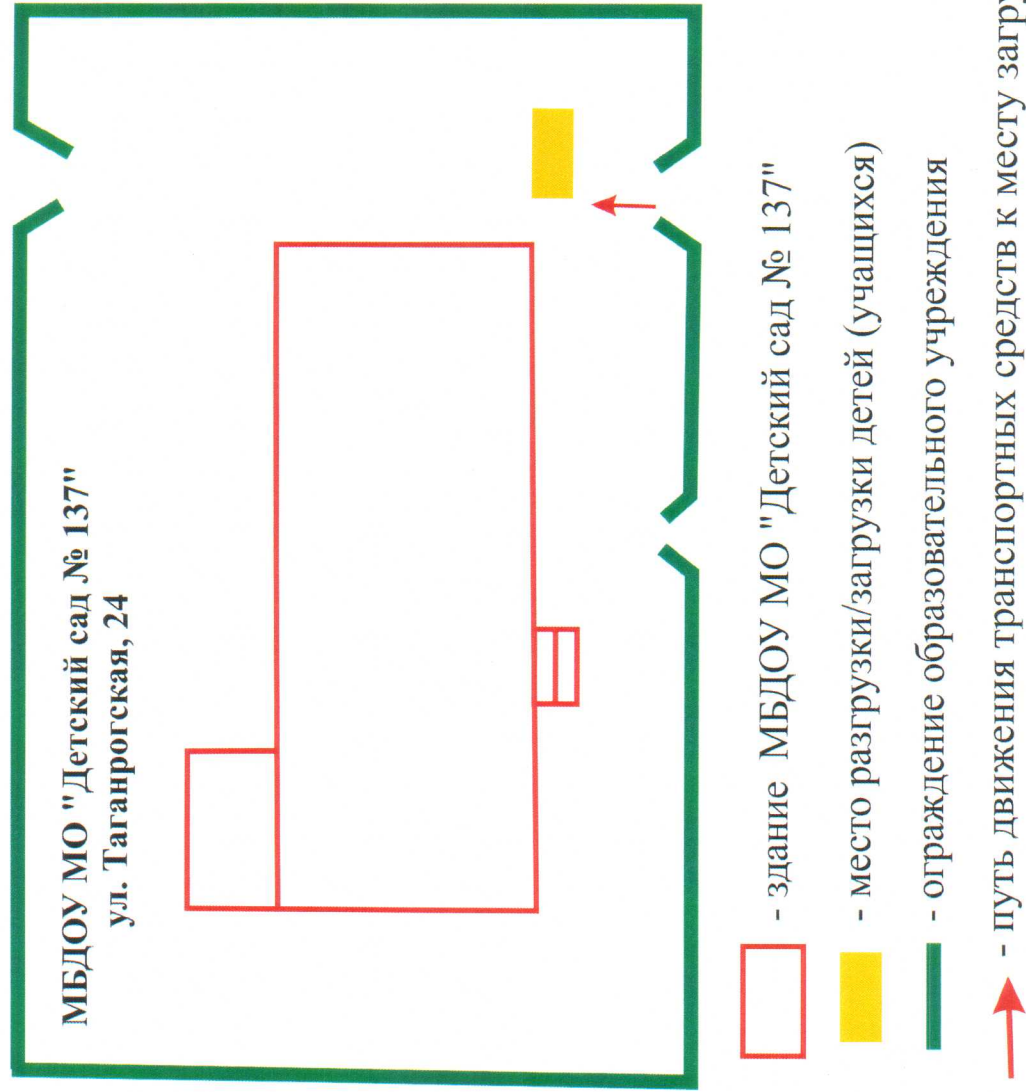 МБДОУ МО "Детский сад № 137"
ул. Таганрогская, 24
- здание МБДОУ МО "Детский сад № 137"
- место разгрузки/загрузки детей (учащихся)
- ограждение образовательного учреждения
- путь движения транспортных средств к месту